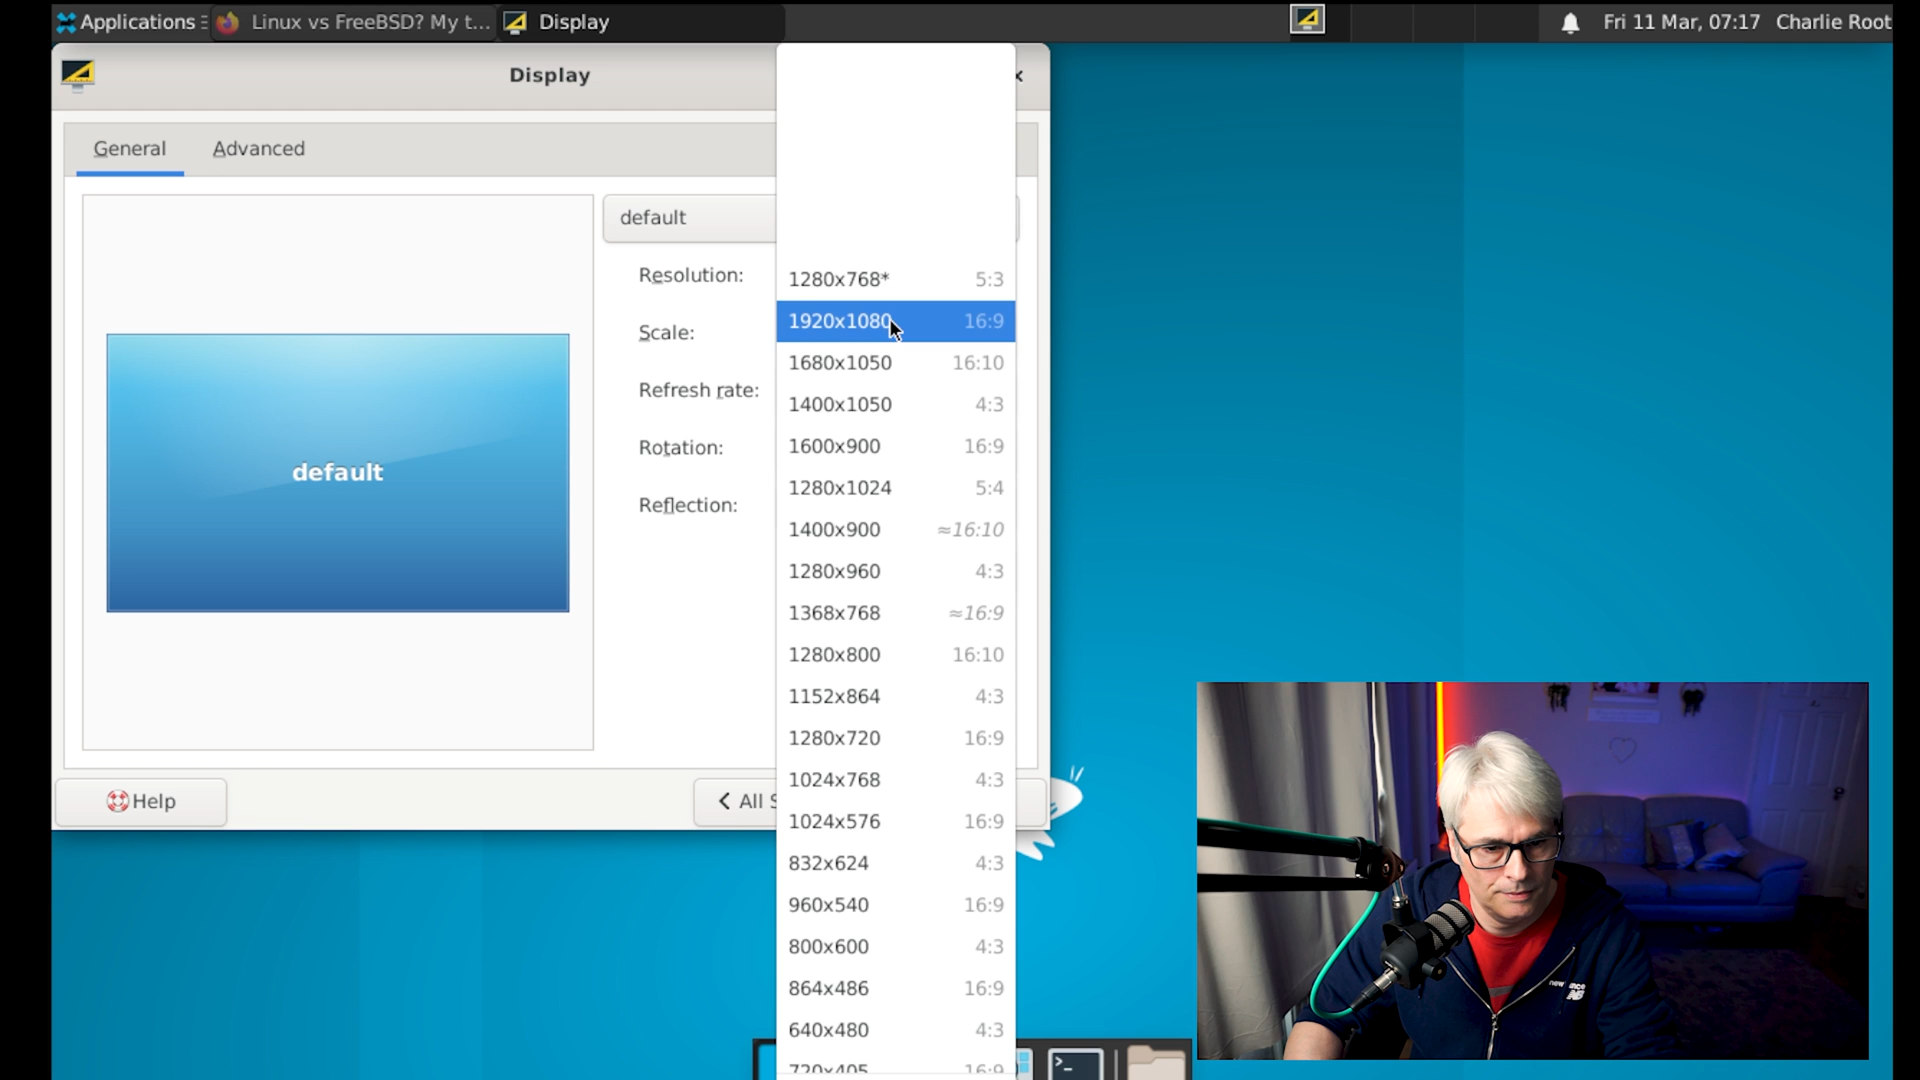 Applications Linux vs FreeBSD? My t... Display Fri 11 Mar, 07:17 Charlie Root
Display
General Advanced
default
Resolution:
Scale:
Refresh rate:
Rotation:
Reflection:
default
1280x768* 5:3
1920x1080 16:9
1680x1050 16:10
1400x1050 4:3
1600x900 16:9
1280x1024 5:4
1400x900 ≈16:10
1280x960 4:3
1368x768 ≈16:9
1280x800 16:10
1152x864 4:3
1280x720 16:9
1024x768 4:3
1024x576 16:9
832x624 4:3
960x540 16:9
800x600 4:3
864x486 16:9
640x480 4:3
720x405 16:9
Help
All S
new